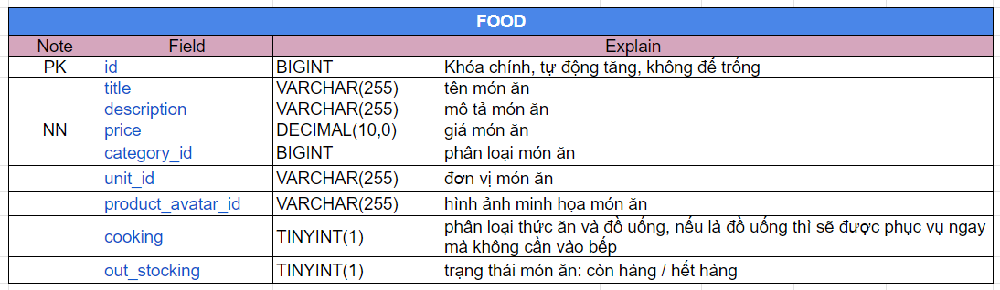 FOOD
Note Field Explain
PK id BIGINT Khóa chính, tự động tăng, không để trống
title VARCHAR(255) tên món ăn
description VARCHAR(255) mô tả món ăn
NN price DECIMAL(10,0) giá món ăn
category_id BIGINT phân loại món ăn
unit_id VARCHAR(255) đơn vị món ăn
product_avatar_id VARCHAR(255) hình ảnh minh họa món ăn
cooking TINYINT(1) phân loại thức ăn và đồ uống, nếu là đồ uống thì sẽ được phục vụ ngay
mà không cần vào bếp
out_stocking TINYINT(1) trạng thái món ăn: còn hàng / hết hàng